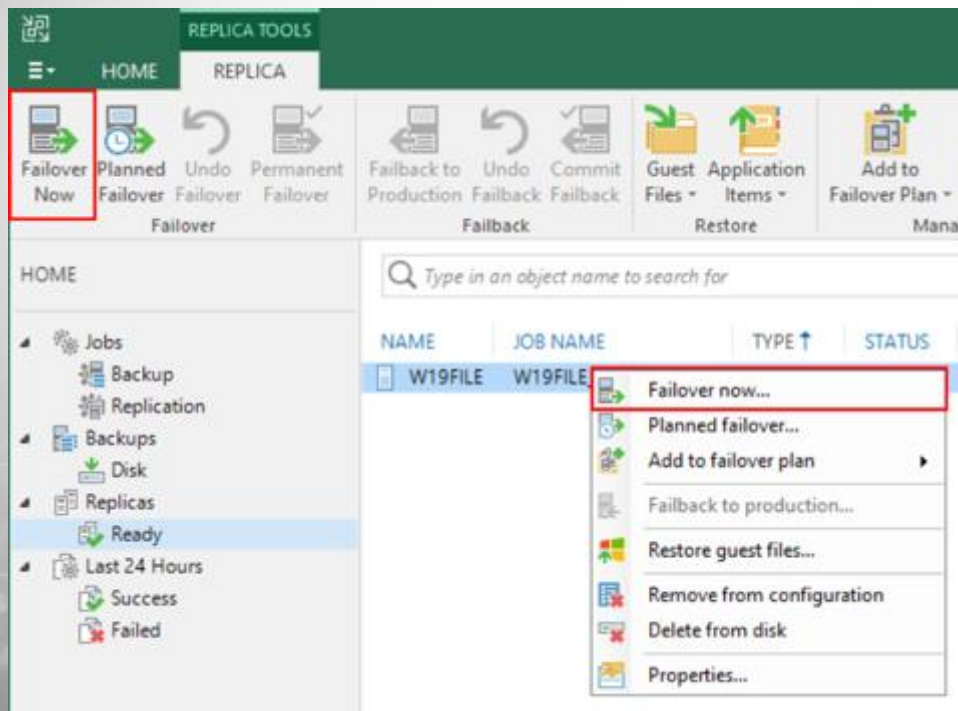 REPLICA TOOLS
HOME REPLICA
Failover Now
Planned Failover
Undo Failover
Permanent Failover
Failback to Production
Undo Failback
Commit Failback
Guest Files
Application Items
Add to Failover Plan
Failover Failback Restore Mana
HOME
Type in an object name to search for
Jobs
Backup
Replication
Backups
Disk
Replicas
Ready
Last 24 Hours
Success
Failed
NAME JOB NAME TYPE STATUS
W19FILE W19FILE
Failover now...
Planned failover...
Add to failover plan
Failback to production...
Restore guest files...
Remove from configuration
Delete from disk
Properties...